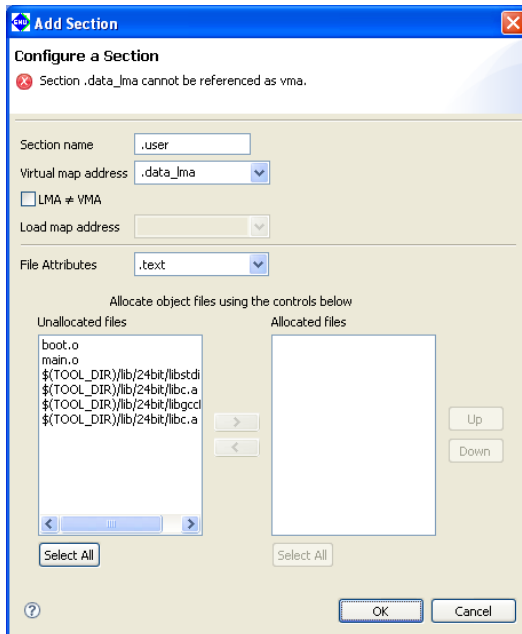 GNU Add Section
Configure a Section
Section .data_lma cannot be referenced as vma.
Section name .user
Virtual map address .data_lma
LMA ≠ VMA
Load map address
File Attributes .text
Allocate object files using the controls below
Unallocated files Allocated files
boot.o
main.o
$(TOOL_DIR)/lib/24bit/libstdi
$(TOOL_DIR)/lib/24bit/libc.a
$(TOOL_DIR)/lib/24bit/libgccl
$(TOOL_DIR)/lib/24bit/libc.a
>
<
Up
Down
Select All Select All
? OK Cancel